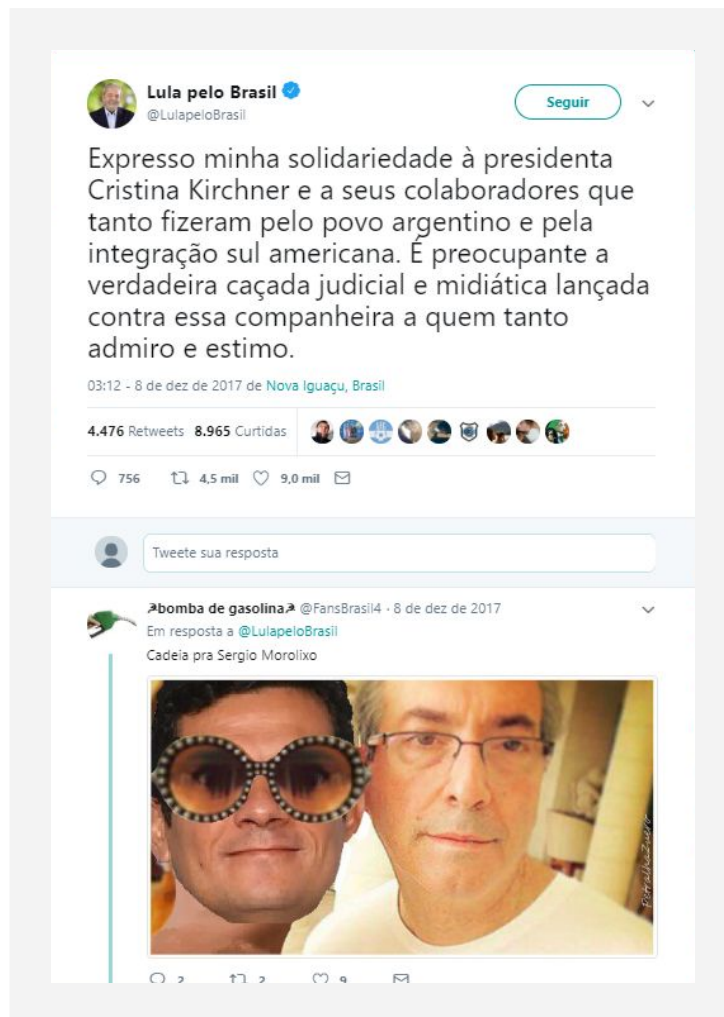 Lula pelo Brasil
@LulapeloBrasil
Seguir
Expresso minha solidariedade à presidenta
Cristina Kirchner e a seus colaboradores que
tanto fizeram pelo povo argentino e pela
integração sul americana. É preocupante a
verdadeira caçada judicial e midiática lançada
contra essa companheira a quem tanto
admiro e estimo.
03:12 - 8 de dez de 2017 de Nova Iguaçu, Brasil
4.476 Retweets 8.965 Curtidas
756 4,5 mil 9,0 mil
Tweete sua resposta
☭bomba de gasolina☭ @FansBrasil4 · 8 de dez de 2017
Em resposta a @LulapeloBrasil
Cadeia pra Sergio Morolixo
PetralhaZuero
2 2 9